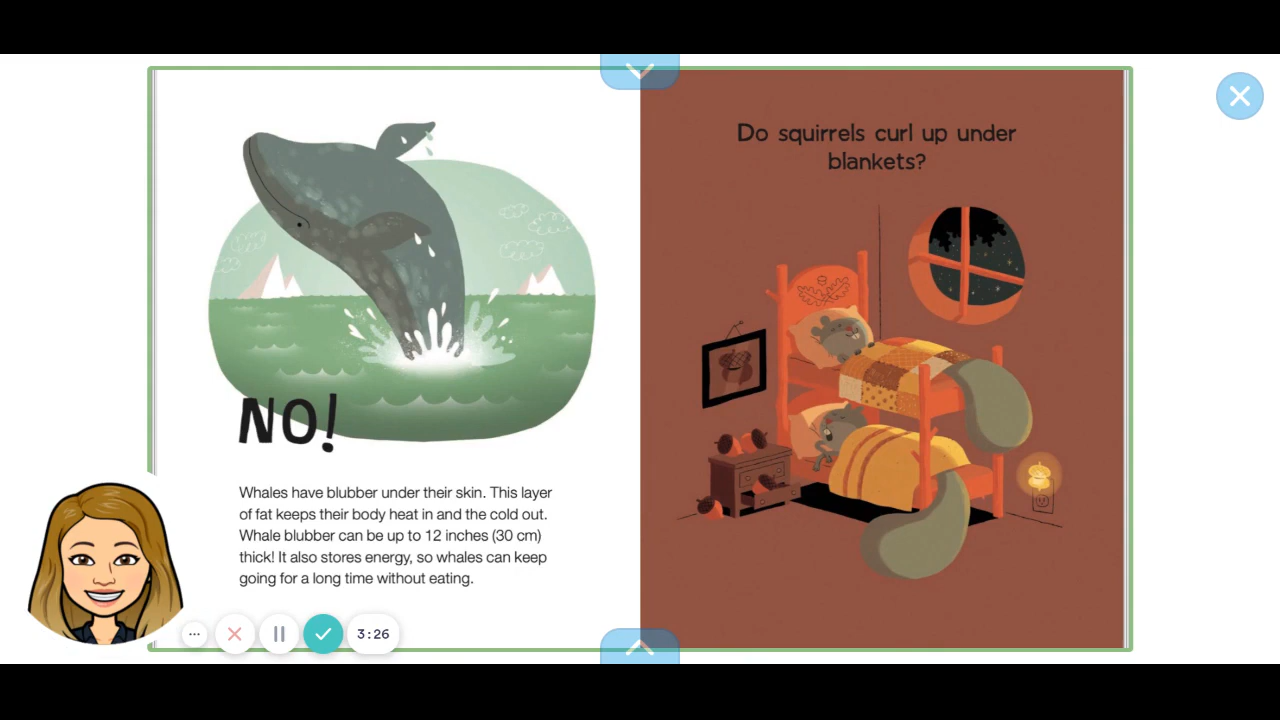 NO!
Whales have blubber under their skin. This layer
of fat keeps their body heat in and the cold out.
Whale blubber can be up to 12 inches (30 cm)
thick! It also stores energy, so whales can keep
going for a long time without eating.
Do squirrels curl up under
blankets?
3:26